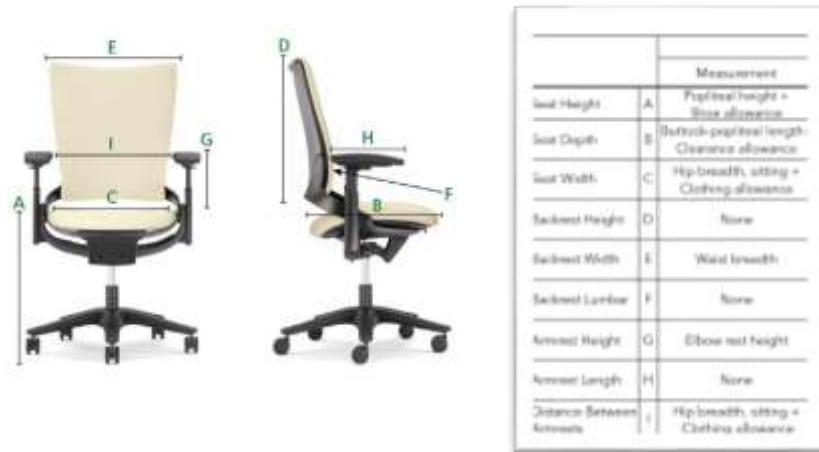 E
I
G
A
C
D
H
F
B
Measurement
Seat Height
A
Popliteal height +
Shoe allowance
Seat Depth
B
Buttock-popliteal length-
Clearance allowance
Seat Width
C
Hip breadth, sitting +
Clothing allowance
Backrest Height
D
None
Backrest Width
E
Waist breadth
Backrest Lumbar
F
None
Armrest Height
G
Elbow rest height
Armrest Length
H
None
Distance Between
Armrests
I
Hip breadth, sitting +
Clothing allowance